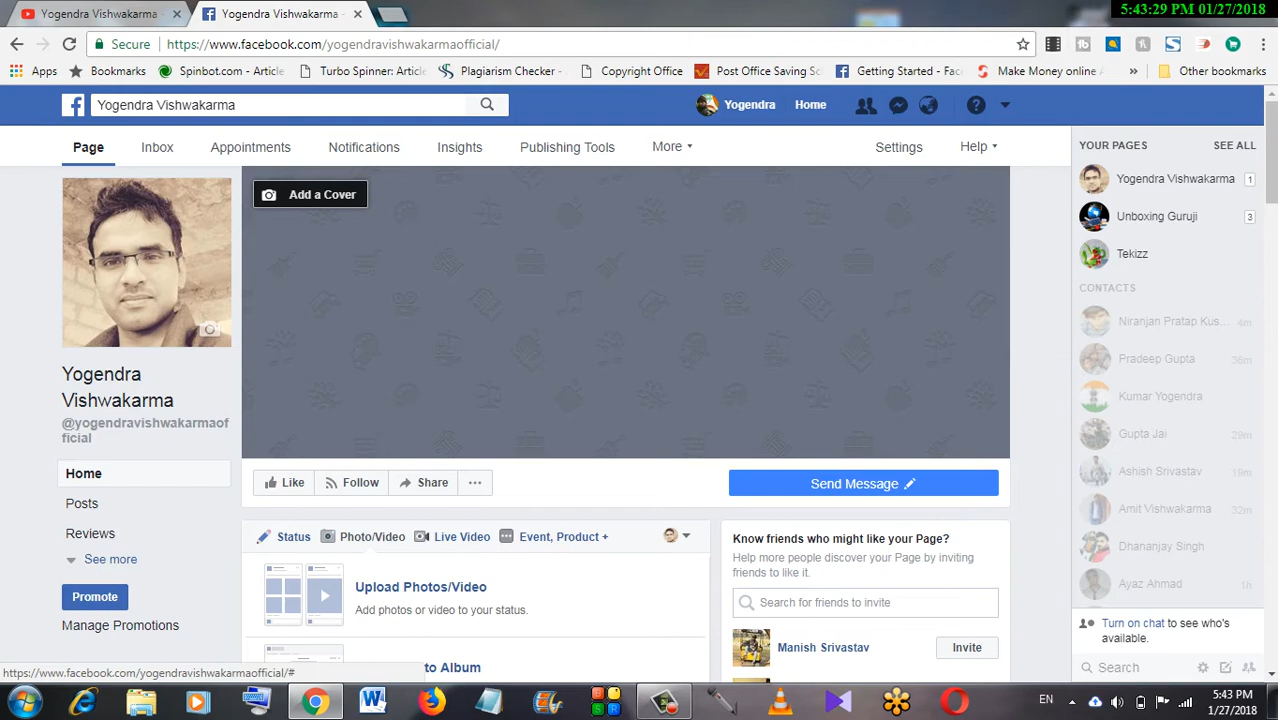 5:43:29 PM 01/27/2018
Yogendra Vishwakarma -
Yogendra Vishwakarma -
Secure
https://www.facebook.com/yogendravishwakarmaofficial/
Apps
Bookmarks
Spinbot.com - Article
Turbo Spinner: Article
Plagiarism Checker -
Copyright Office
Post Office Saving Sc
Getting Started - Fac
Make Money online
Other bookmarks
Yogendra Vishwakarma
Yogendra
Home
Page
Inbox
Appointments
Notifications
Insights
Publishing Tools
More
Settings
Help
YOUR PAGES
SEE ALL
Yogendra Vishwakarma 1
Unboxing Guruji 3
Tekizz
CONTACTS
Niranjan Pratap Kus... 4m
Pradeep Gupta 36m
Kumar Yogendra
Gupta Jai 29m
Ashish Srivastav 19m
Amit Vishwakarma 32m
Dhananjay Singh
Ayaz Ahmad 1h
Turn on chat to see who's
available.
Search
Add a Cover
Yogendra
Vishwakarma
@yogendravishwakarmaof
ficial
Home
Posts
Reviews
See more
Promote
Manage Promotions
Like
Follow
Share
Send Message
Status
Photo/Video
Live Video
Event, Product +
Upload Photos/Video
Add photos or video to your status.
to Album
Know friends who might like your Page?
Help more people discover your Page by inviting
friends to like it.
Search for friends to invite
Manish Srivastav
Invite
https://www.facebook.com/yogendravishwakarmaofficial/#
EN
5:43 PM
1/27/2018